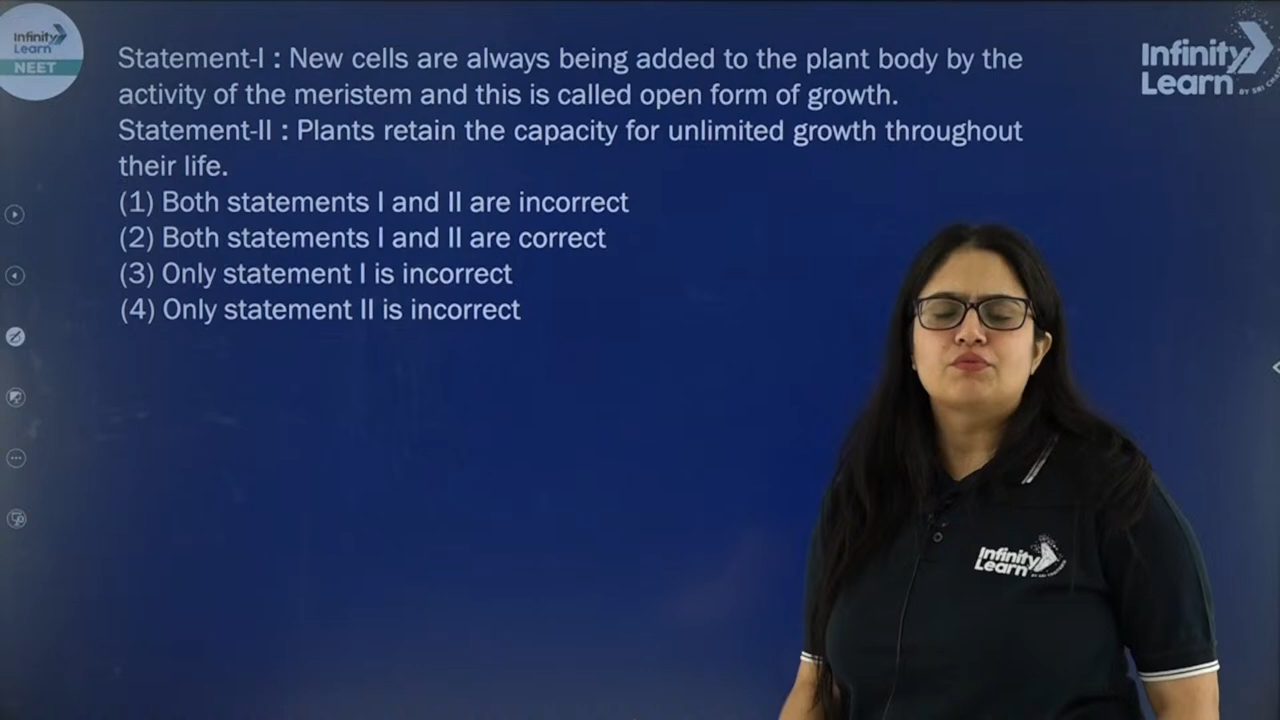 Infinity
Learn
NEET
Infinity
Learn
BY SRI
Statement-I : New cells are always being added to the plant body by the
activity of the meristem and this is called open form of growth.
Statement-II : Plants retain the capacity for unlimited growth throughout
their life.
(1) Both statements I and II are incorrect
(2) Both statements I and II are correct
(3) Only statement I is incorrect
(4) Only statement II is incorrect
Infinity
Learn